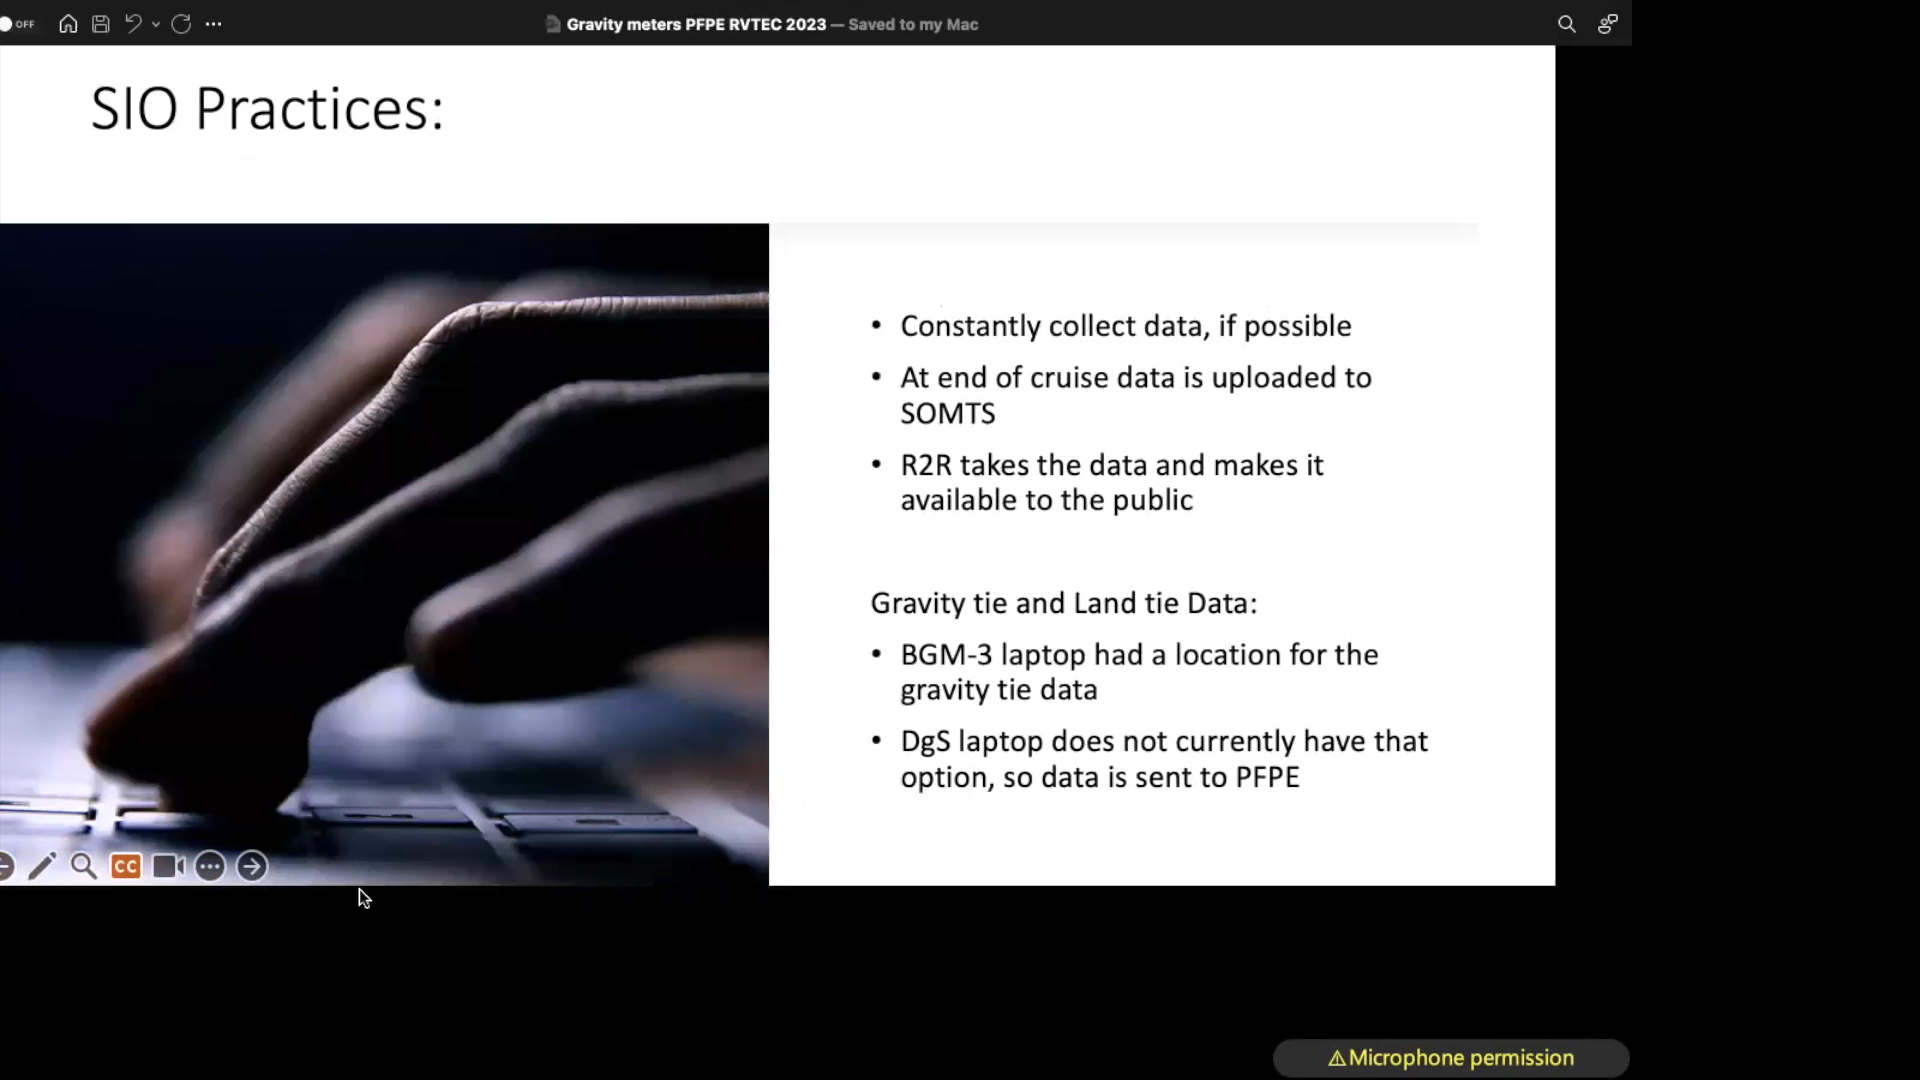 OFF
Gravity meters PFPE RVTEC 2023 — Saved to my Mac
SIO Practices:
• Constantly collect data, if possible
• At end of cruise data is uploaded to
SOMTS
• R2R takes the data and makes it
available to the public
Gravity tie and Land tie Data:
• BGM-3 laptop had a location for the
gravity tie data
• DgS laptop does not currently have that
option, so data is sent to PFPE
CC
⚠Microphone permission